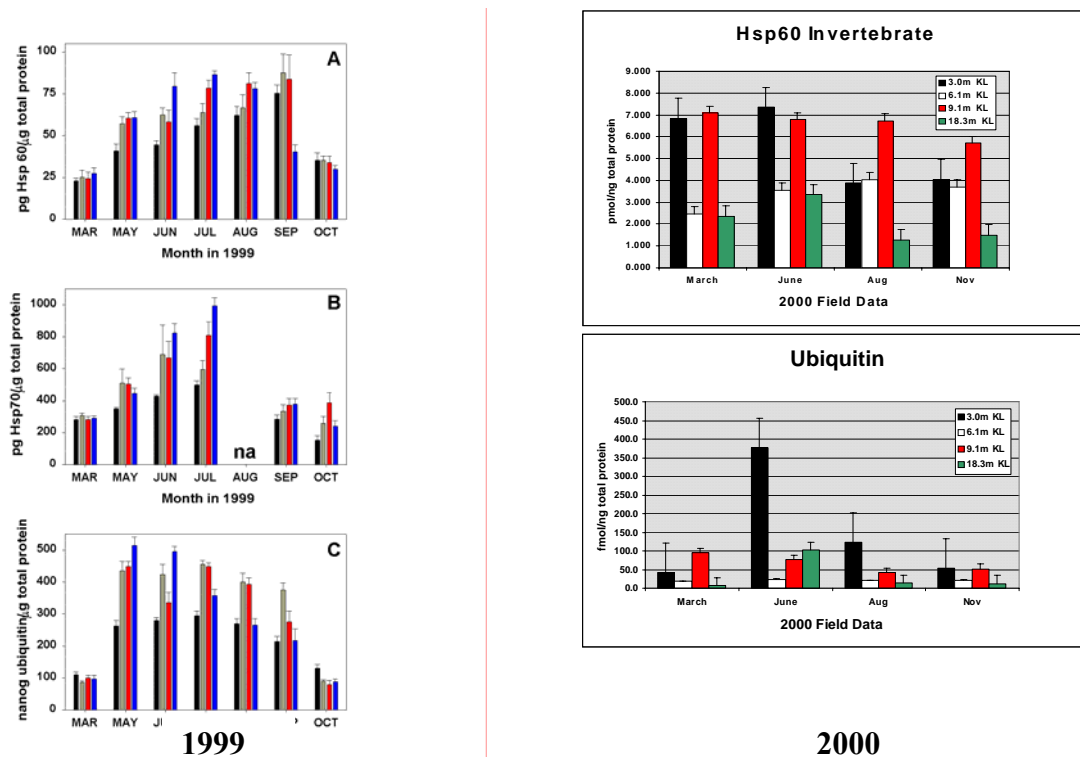 A
100
75
50
25
0
pg Hsp 60/µg total protein
MAR MAY JUN JUL AUG SEP OCT
Month in 1999
B
1000
800
600
400
200
0
pg Hsp70/µg total protein
na
MAR MAY JUN JUL AUG SEP OCT
Month in 1999
C
500
400
300
200
100
0
nanog ubiquitin/µg total protein
MAR MAY OCT
1999
Hsp60 Invertebrate
9.000
8.000
7.000
6.000
5.000
4.000
3.000
2.000
1.000
0.000
pmol/ng total protein
3.0m KL
6.1m KL
9.1m KL
18.3m KL
March June Aug Nov
2000 Field Data
Ubiquitin
500.0
450.0
400.0
350.0
300.0
250.0
200.0
150.0
100.0
50.0
0.0
fmol/ng total protein
3.0m KL
6.1m KL
9.1m KL
18.3m KL
March June Aug Nov
2000 Field Data
2000